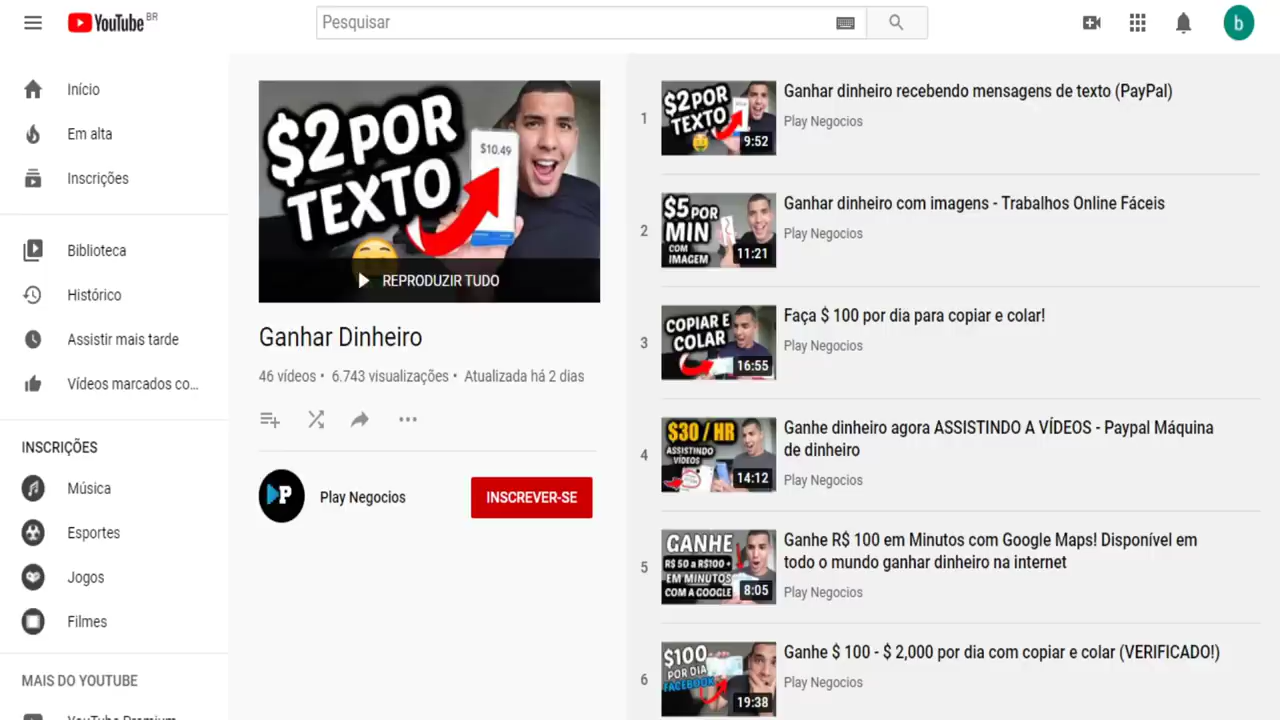 YouTube BR
Pesquisar
b
Início
Em alta
Inscrições
Biblioteca
Histórico
Assistir mais tarde
Vídeos marcados co...
INSCRIÇÕES
Música
Esportes
Jogos
Filmes
MAIS DO YOUTUBE
YouTube Premium
$2 POR
TEXTO
$10.49
REPRODUZIR TUDO
Ganhar Dinheiro
46 vídeos • 6.743 visualizações • Atualizada há 2 dias
P
Play Negocios
INSCREVER-SE
1
$2 POR
TEXTO
9:52
Ganhar dinheiro recebendo mensagens de texto (PayPal)
Play Negocios
2
$5 POR
MIN
COM
IMAGEM
11:21
Ganhar dinheiro com imagens - Trabalhos Online Fáceis
Play Negocios
3
COPIAR E
COLAR
16:55
Faça $ 100 por dia para copiar e colar!
Play Negocios
4
$30 / HR
ASSISTINDO
VÍDEOS
14:12
Ganhe dinheiro agora ASSISTINDO A VÍDEOS - Paypal Máquina
de dinheiro
Play Negocios
5
GANHE
R$ 50 a R$100 +
EM MINUTOS
COM A GOOGLE
8:05
Ganhe R$ 100 em Minutos com Google Maps! Disponível em
todo o mundo ganhar dinheiro na internet
Play Negocios
6
$100
POR DIA
FACEBOOK
19:38
Ganhe $ 100 - $ 2,000 por dia com copiar e colar (VERIFICADO!)
Play Negocios